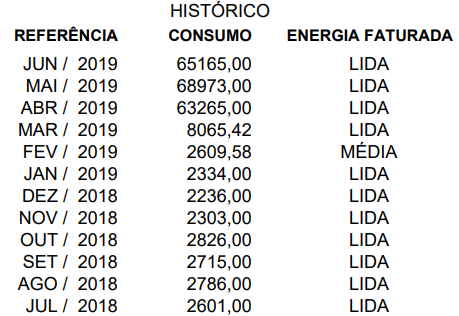 HISTÓRICO
REFERÊNCIA CONSUMO ENERGIA FATURADA
JUN / 2019 65165,00 LIDA
MAI / 2019 68973,00 LIDA
ABR / 2019 63265,00 LIDA
MAR / 2019 8065,42 LIDA
FEV / 2019 2609,58 MÉDIA
JAN / 2019 2334,00 LIDA
DEZ / 2018 2236,00 LIDA
NOV / 2018 2303,00 LIDA
OUT / 2018 2826,00 LIDA
SET / 2018 2715,00 LIDA
AGO / 2018 2786,00 LIDA
JUL / 2018 2601,00 LIDA